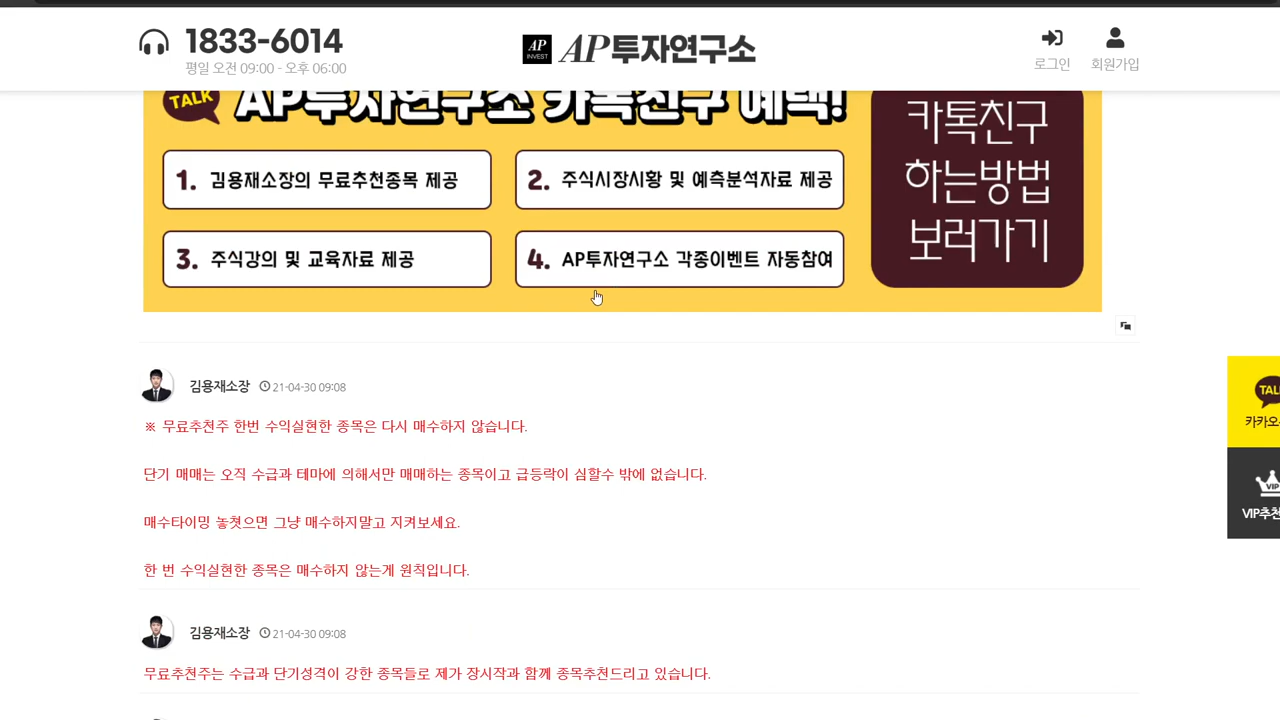 1833-6014
평일 오전 09:00 - 오후 06:00
AP INVEST
AP투자연구소
로그인
회원가입
TALK
AP투자연구소 카톡친구 혜택!
1. 김용재소장의 무료추천종목 제공
2. 주식시장시황 및 예측분석자료 제공
3. 주식강의 및 교육자료 제공
4. AP투자연구소 각종이벤트 자동참여
카톡친구
하는방법
보러가기
김용재소장 21-04-30 09:08
※ 무료추천주 한번 수익실현한 종목은 다시 매수하지 않습니다.
단기 매매는 오직 수급과 테마에 의해서만 매매하는 종목이고 급등락이 심할수 밖에 없습니다.
매수타이밍 놓쳣으면 그냥 매수하지말고 지켜보세요.
한 번 수익실현한 종목은 매수하지 않는게 원칙입니다.
김용재소장 21-04-30 09:08
무료추천주는 수급과 단기성격이 강한 종목들로 제가 장시작과 함께 종목추천드리고 있습니다.
TAL
카카오
VIP
VIP추천